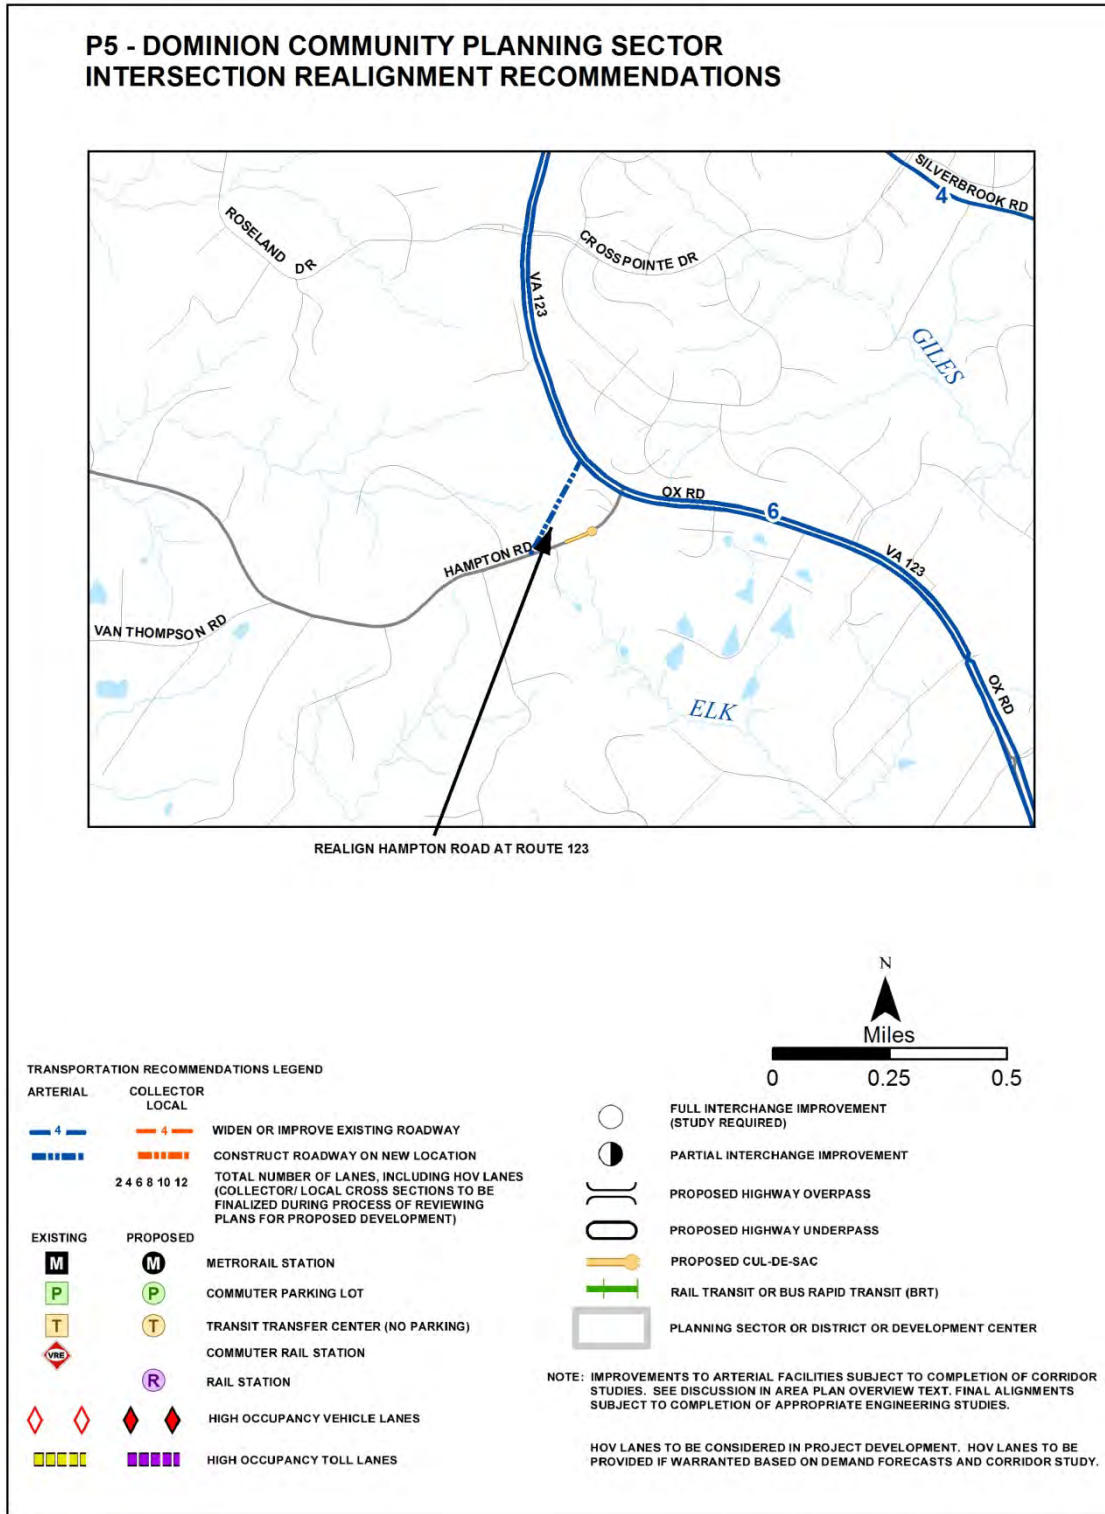 P5 - DOMINION COMMUNITY PLANNING SECTOR
INTERSECTION REALIGNMENT RECOMMENDATIONS
SILVERBROOK RD
4
ROSELAND DR
CROSSPOINTE DR
VA 123
GILES
OX RD
6
VA 123
HAMPTON RD
VAN THOMPSON RD
OX RD
ELK
REALIGN HAMPTON ROAD AT ROUTE 123
N
Miles
0 0.25 0.5
TRANSPORTATION RECOMMENDATIONS LEGEND
ARTERIAL COLLECTOR
LOCAL
4 4 WIDEN OR IMPROVE EXISTING ROADWAY
CONSTRUCT ROADWAY ON NEW LOCATION
2 4 6 8 10 12 TOTAL NUMBER OF LANES, INCLUDING HOV LANES
(COLLECTOR/ LOCAL CROSS SECTIONS TO BE
FINALIZED DURING PROCESS OF REVIEWING
PLANS FOR PROPOSED DEVELOPMENT)
EXISTING PROPOSED
M M METRORAIL STATION
P P COMMUTER PARKING LOT
T T TRANSIT TRANSFER CENTER (NO PARKING)
VRE COMMUTER RAIL STATION
R RAIL STATION
HIGH OCCUPANCY VEHICLE LANES
HIGH OCCUPANCY TOLL LANES
FULL INTERCHANGE IMPROVEMENT
(STUDY REQUIRED)
PARTIAL INTERCHANGE IMPROVEMENT
PROPOSED HIGHWAY OVERPASS
PROPOSED HIGHWAY UNDERPASS
PROPOSED CUL-DE-SAC
RAIL TRANSIT OR BUS RAPID TRANSIT (BRT)
PLANNING SECTOR OR DISTRICT OR DEVELOPMENT CENTER
NOTE: IMPROVEMENTS TO ARTERIAL FACILITIES SUBJECT TO COMPLETION OF CORRIDOR
STUDIES. SEE DISCUSSION IN AREA PLAN OVERVIEW TEXT. FINAL ALIGNMENTS
SUBJECT TO COMPLETION OF APPROPRIATE ENGINEERING STUDIES.
HOV LANES TO BE CONSIDERED IN PROJECT DEVELOPMENT. HOV LANES TO BE
PROVIDED IF WARRANTED BASED ON DEMAND FORECASTS AND CORRIDOR STUDY.